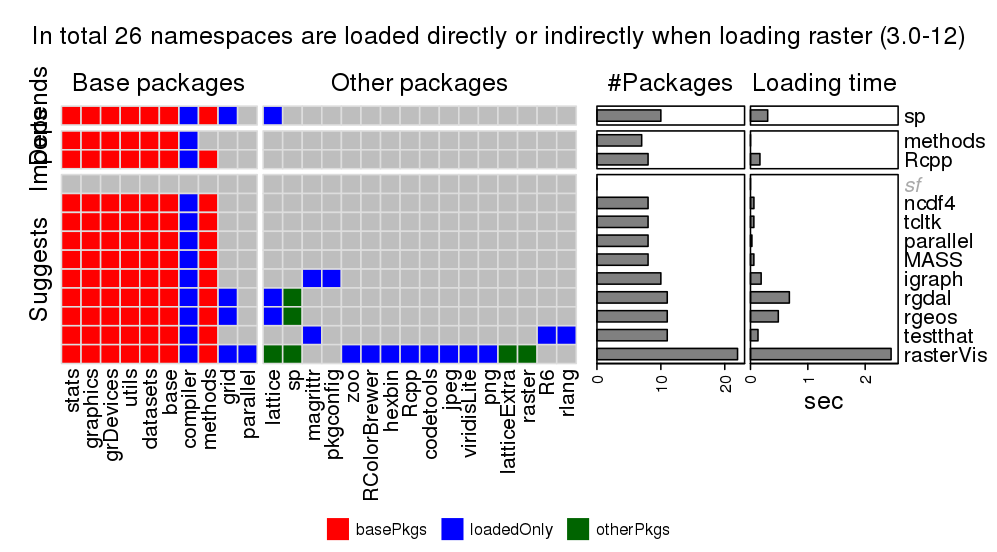 In total 26 namespaces are loaded directly or indirectly when loading raster (3.0-12)
Base packages
Other packages
#Packages
Loading time
Depends
Imports
Suggests
sp
methods
Rcpp
sf
ncdf4
tcltk
parallel
MASS
igraph
rgdal
rgeos
testthat
rasterVis
stats
graphics
grDevices
utils
datasets
base
compiler
methods
grid
parallel
lattice
sp
magrittr
pkgconfig
zoo
RColorBrewer
hexbin
Rcpp
codetools
jpeg
viridisLite
png
latticeExtra
raster
R6
rlang
0
10
20
0
1
2
sec
basePkgs
loadedOnly
otherPkgs